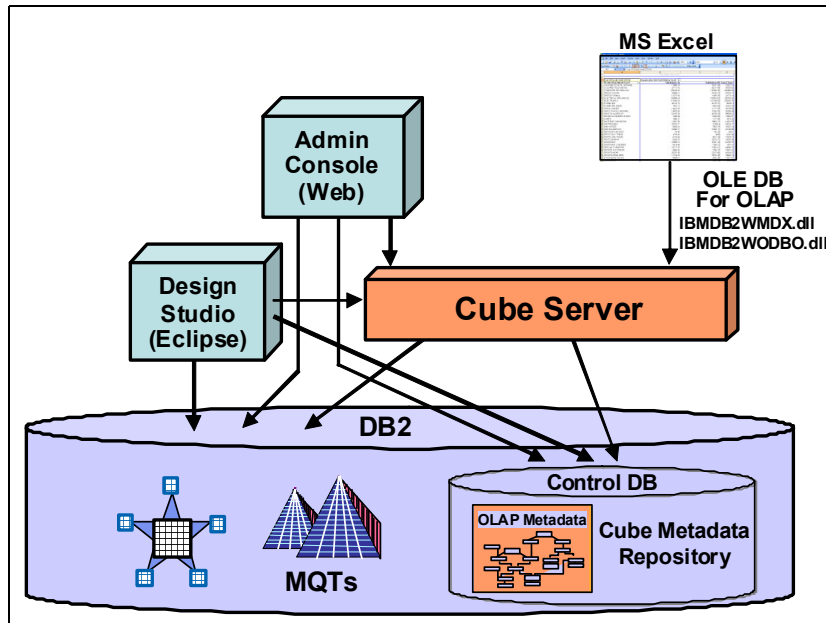 MS Excel
Admin
Console
(Web)
OLE DB
For OLAP
IBMDB2WMDX.dll
IBMDB2WODBO.dll
Design
Studio
(Eclipse)
Cube Server
DB2
Control DB
OLAP Metadata
Cube Metadata
Repository
MQTs